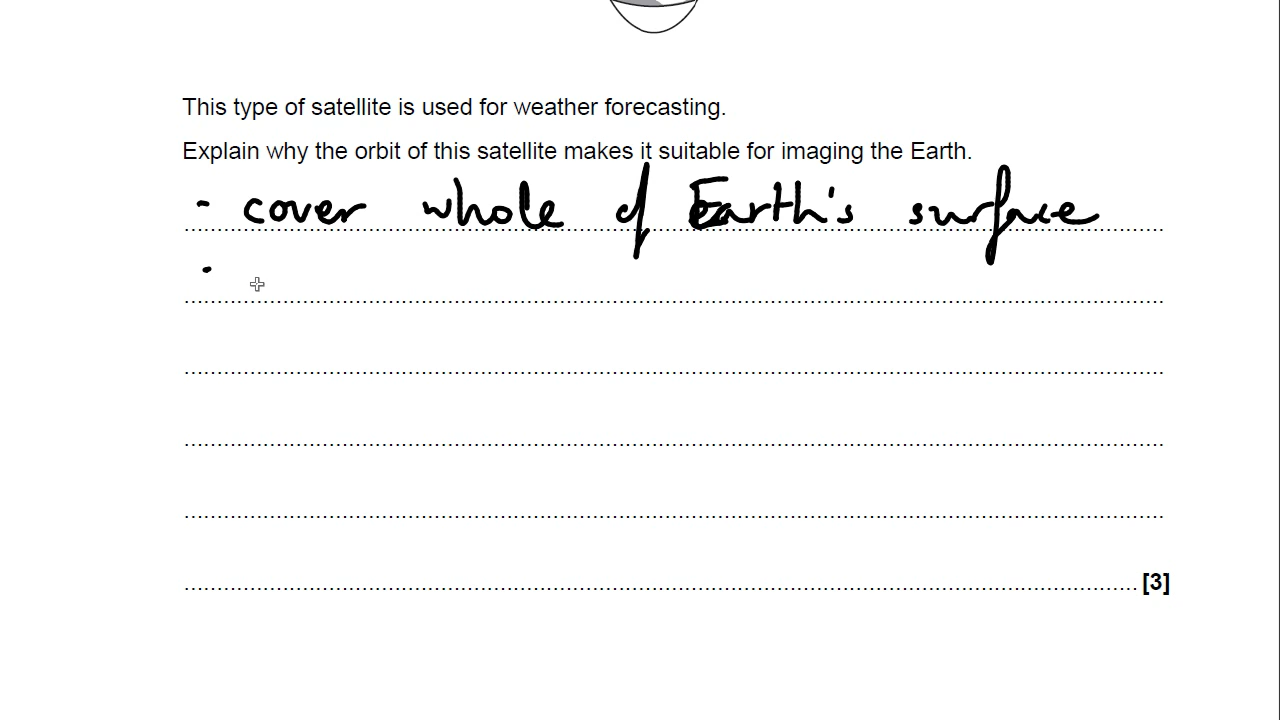 This type of satellite is used for weather forecasting.
Explain why the orbit of this satellite makes it suitable for imaging the Earth.
- cover whole of Earth's surface
-
[3]